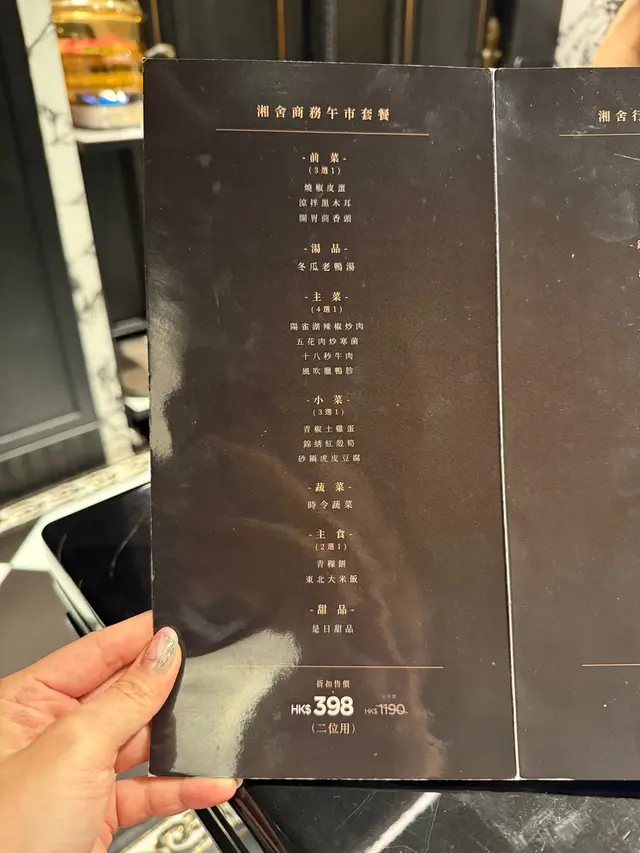 湘舍商務午市套餐
-前 菜-
(3選1)
燒椒皮蛋
涼拌黑木耳
開胃茴香頭
-湯 品-
冬瓜老鴨湯
-主 菜-
(4選1)
陽雀湖辣椒炒肉
五花肉炒寒菌
十八秒牛肉
風吹臘鴨胗
-小 菜-
(3選1)
青椒土雞蛋
錦綉紅殼筍
砂鍋虎皮豆腐
-蔬 菜-
時令蔬菜
-主 食-
(2選1)
青稞餅
東北大米飯
-甜 品-
是日甜品
折扣售價
HK$398 HK$1190
(二位用)
湘舍行